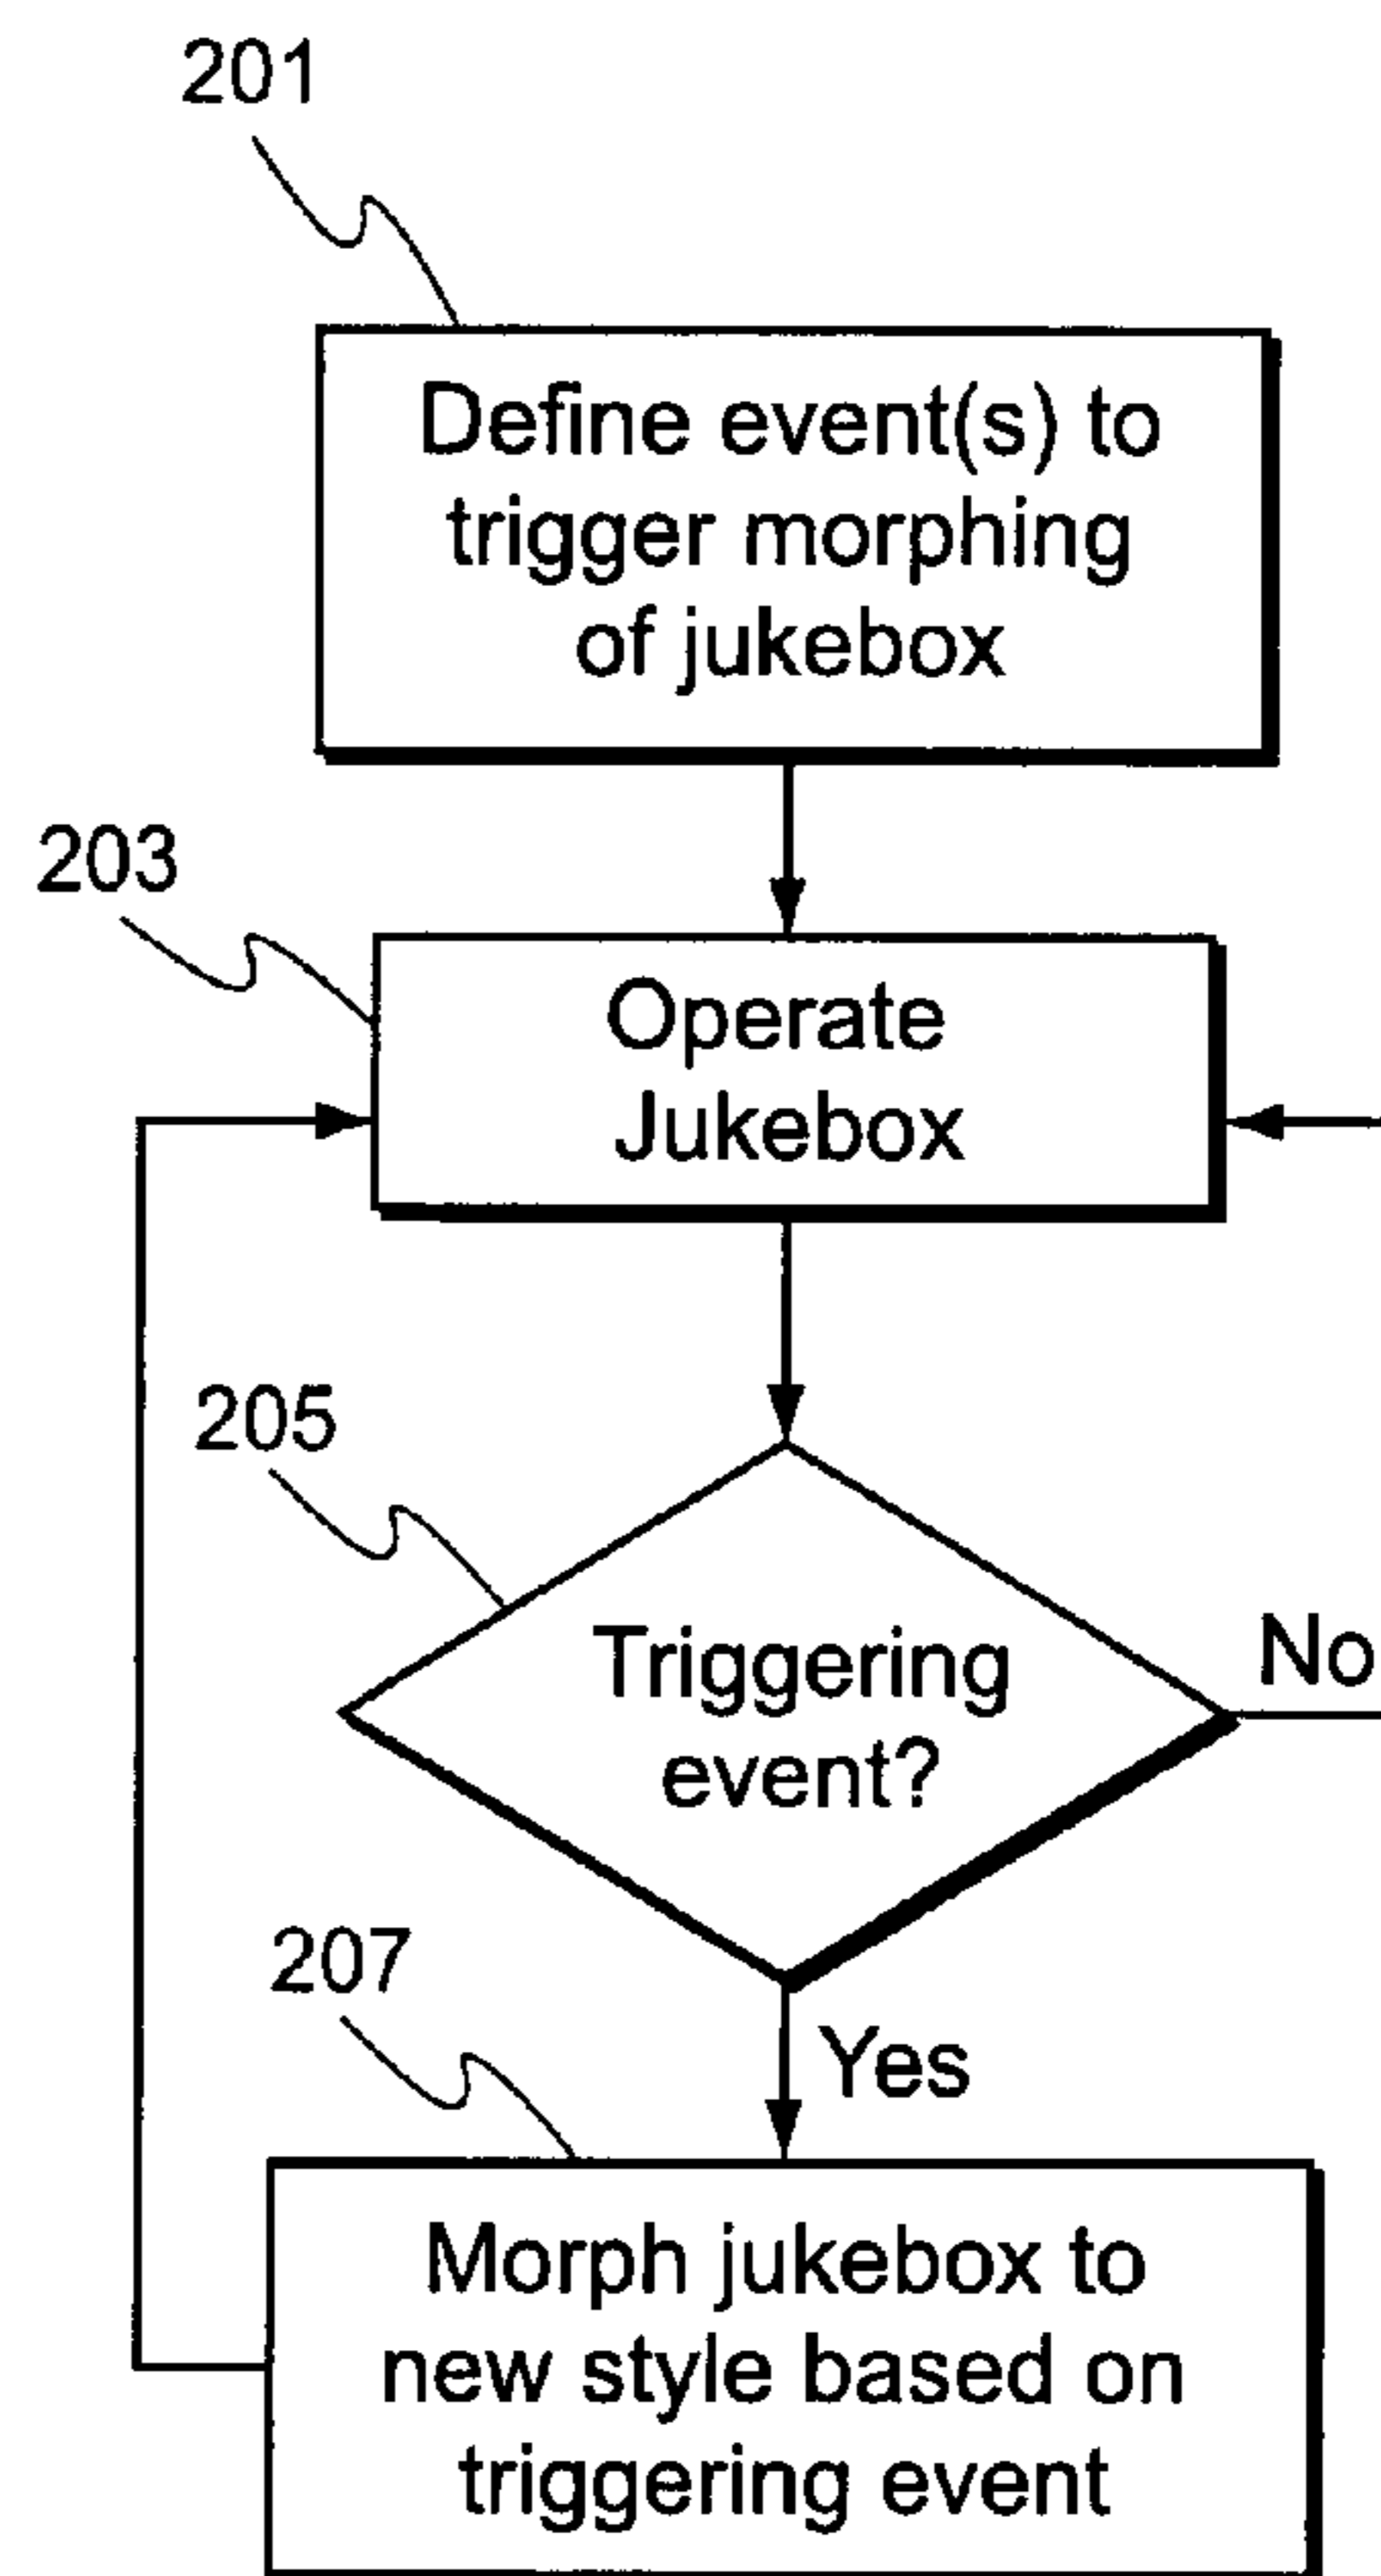 201
Define event(s) to
trigger morphing
of jukebox
203
Operate
Jukebox
205
Triggering
event?
No
207
Yes
Morph jukebox to
new style based on
triggering event